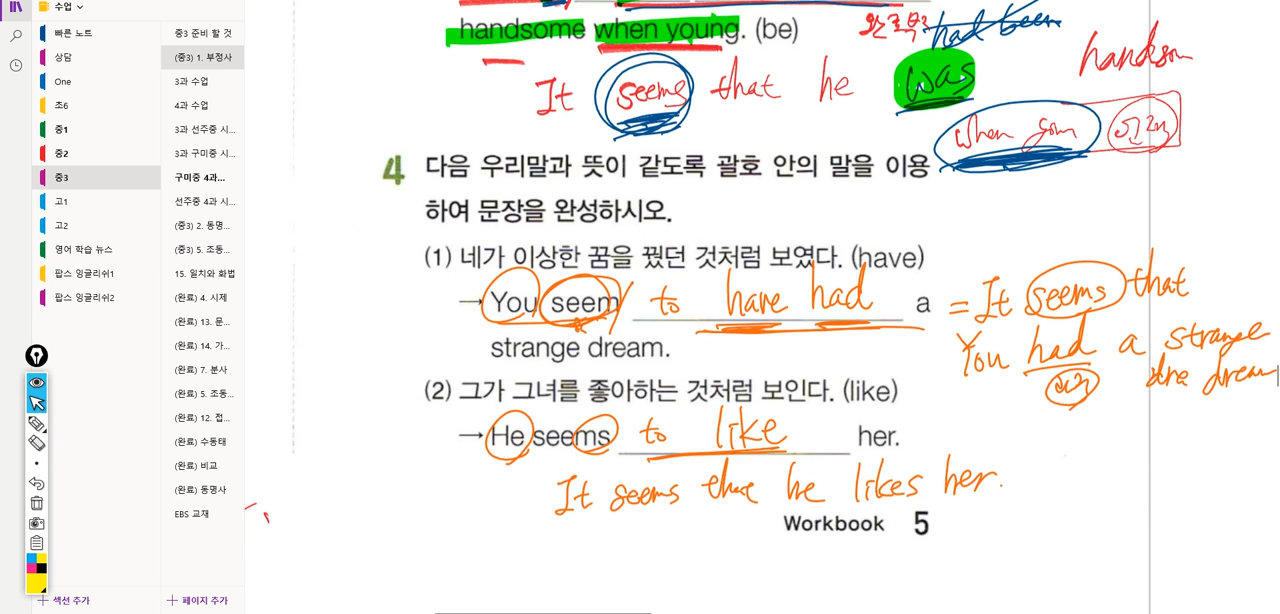 수업
빠른 노트
상담
One
초6
중1
중2
중3
고1
고2
영어 학습 뉴스
팝스 잉글리쉬1
팝스 잉글리쉬2
섹션 추가
중3 준비 할 것
(중3) 1. 부정사
3과 수업
4과 수업
3과 선주중 시...
3과 구미중 시...
구미중 4과...
선주중 4과 시...
(중3) 2. 동명...
(중3) 5. 조동...
15. 일치와 화법
(완료) 4. 시제
(완료) 13. 문...
(완료) 14. 가...
(완료) 7. 분사
(완료) 5. 조동...
(완료) 12. 접...
(완료) 수동태
(완료) 비교
(완료) 동명사
EBS 교재
페이지 추가
handsome when young. (be)
had been
It seems that he was
when
4 다음 우리말과 뜻이 같도록 괄호 안의 말을 이용
하여 문장을 완성하시오.
(1) 네가 이상한 꿈을 꿨던 것처럼 보였다. (have)
→ You seem to have had a
strange dream.
= It seems that
You had a strange
dream
(2) 그가 그녀를 좋아하는 것처럼 보인다. (like)
→ He seems to like her.
It seems he likes her.
Workbook 5